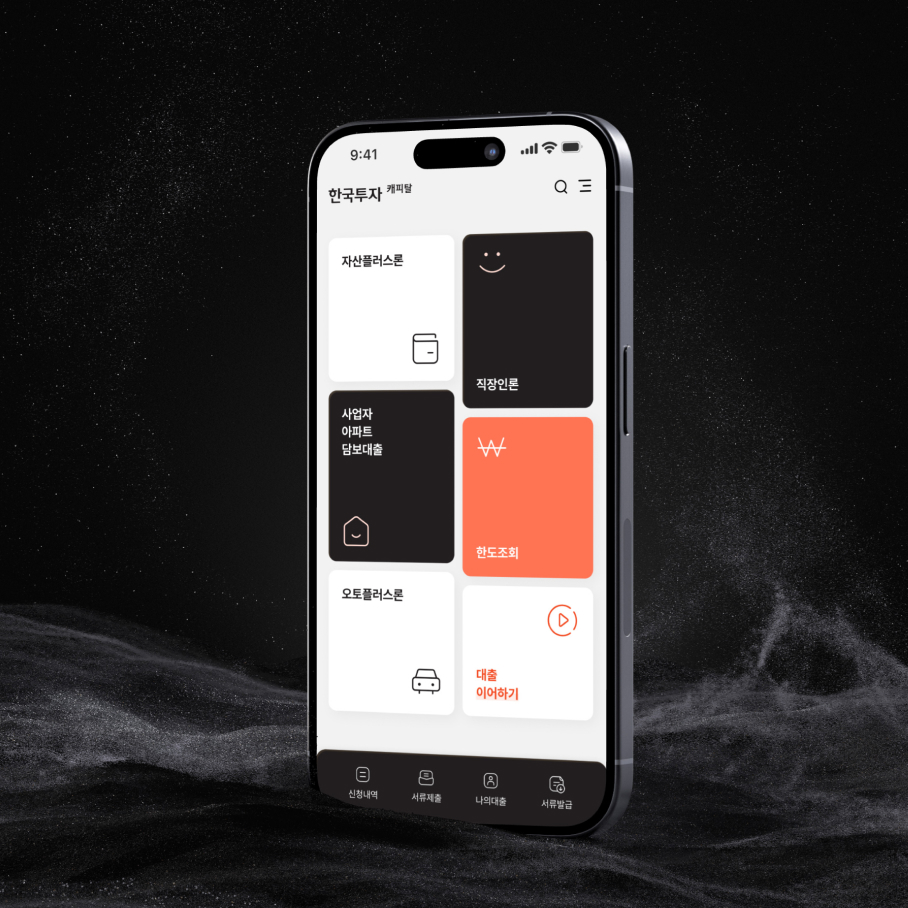 9:41
한국투자 캐피탈
자산플러스론
직장인론
사업자
아파트
담보대출
한도조회
오토플러스론
대출
이어하기
신청내역
서류제출
나의대출
서류발급